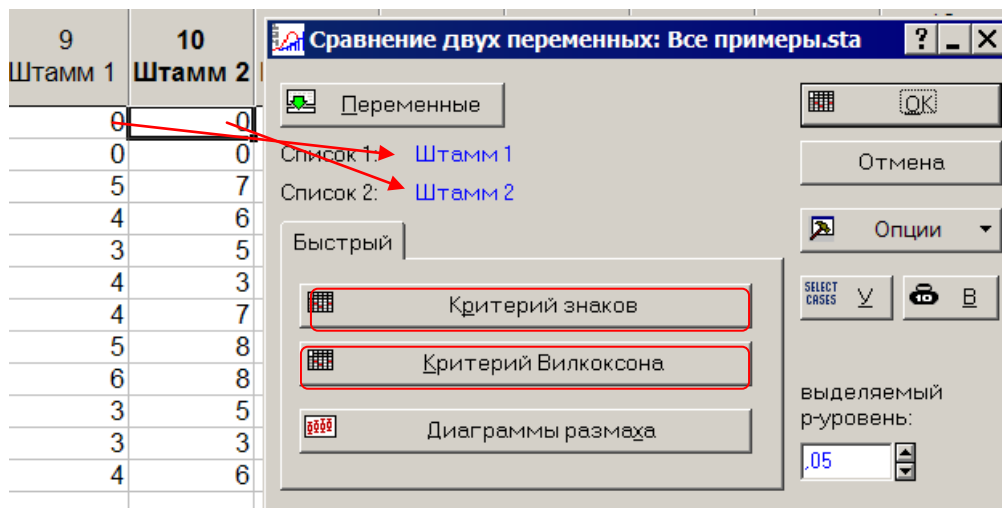 9 10
Штамм 1 Штамм 2
0 0
0 0
5 7
4 6
3 5
4 3
4 7
5 8
6 8
3 5
3 3
4 6
Сравнение двух переменных: Все примеры.sta
Переменные
Список 1: Штамм 1
Список 2: Штамм 2
Быстрый
Критерий знаков
Критерий Вилкоксона
Диаграммы размаха
OK
Отмена
Опции
SELECT CASES У В
выделяемый
p-уровень:
,05